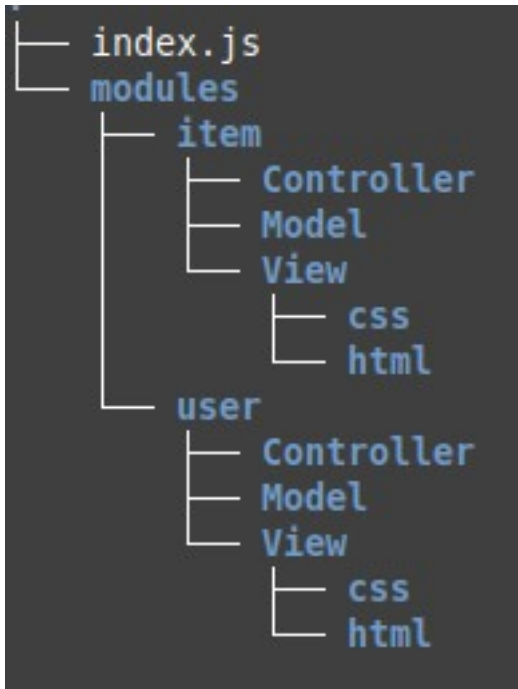 index.js
modules
item
Controller
Model
View
css
html
user
Controller
Model
View
css
html